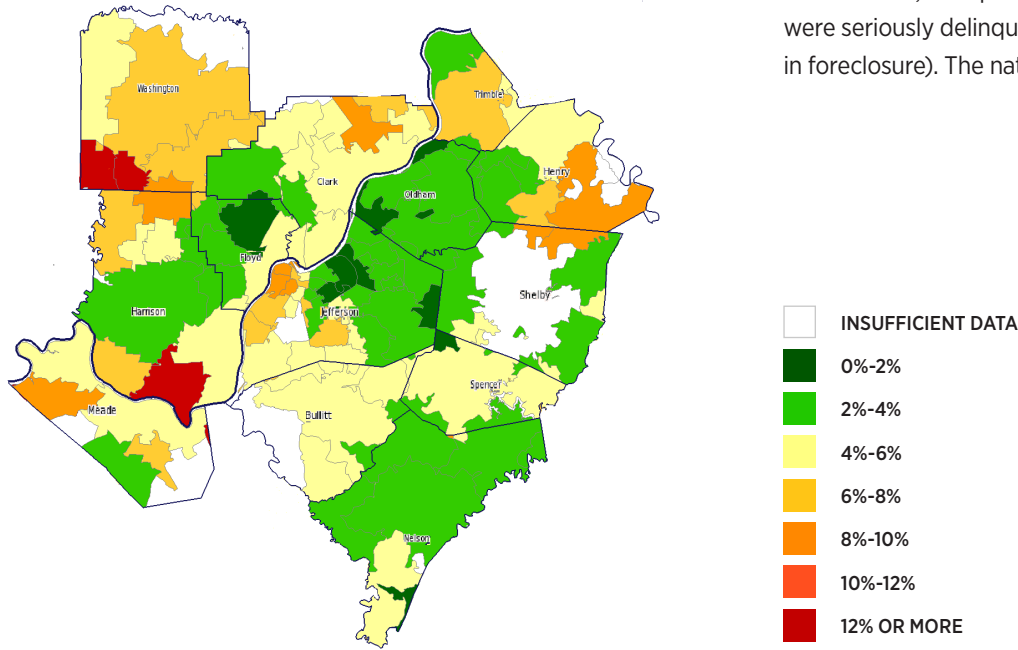 were seriously delinqu
in foreclosure). The nat
Washington
Trimble
Clark
Henry
Oldham
Floyd
Shelby
Harrison
Jefferson
Spencer
Meade
Bullitt
Nelson
INSUFFICIENT DATA
0%-2%
2%-4%
4%-6%
6%-8%
8%-10%
10%-12%
12% OR MORE